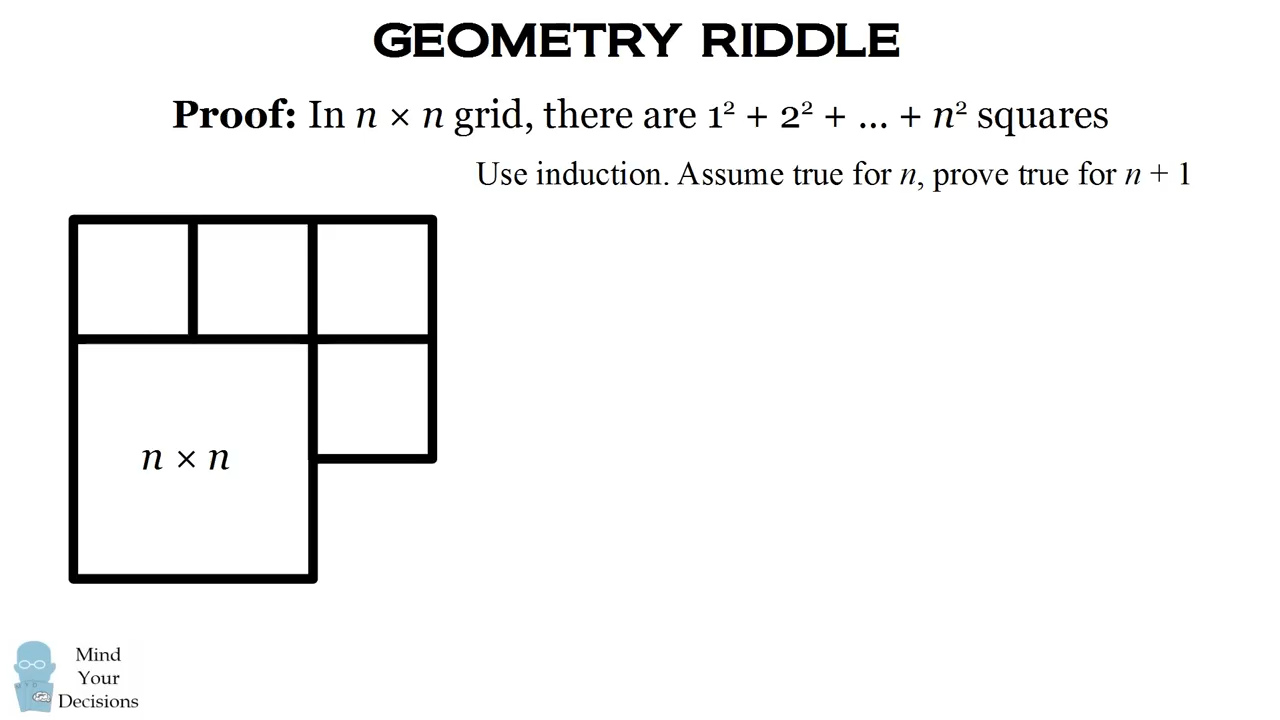 GEOMETRY RIDDLE
Proof: In n × n grid, there are 1² + 2² + ... + n² squares
Use induction. Assume true for n, prove true for n + 1
n × n
Mind
Your
Decisions